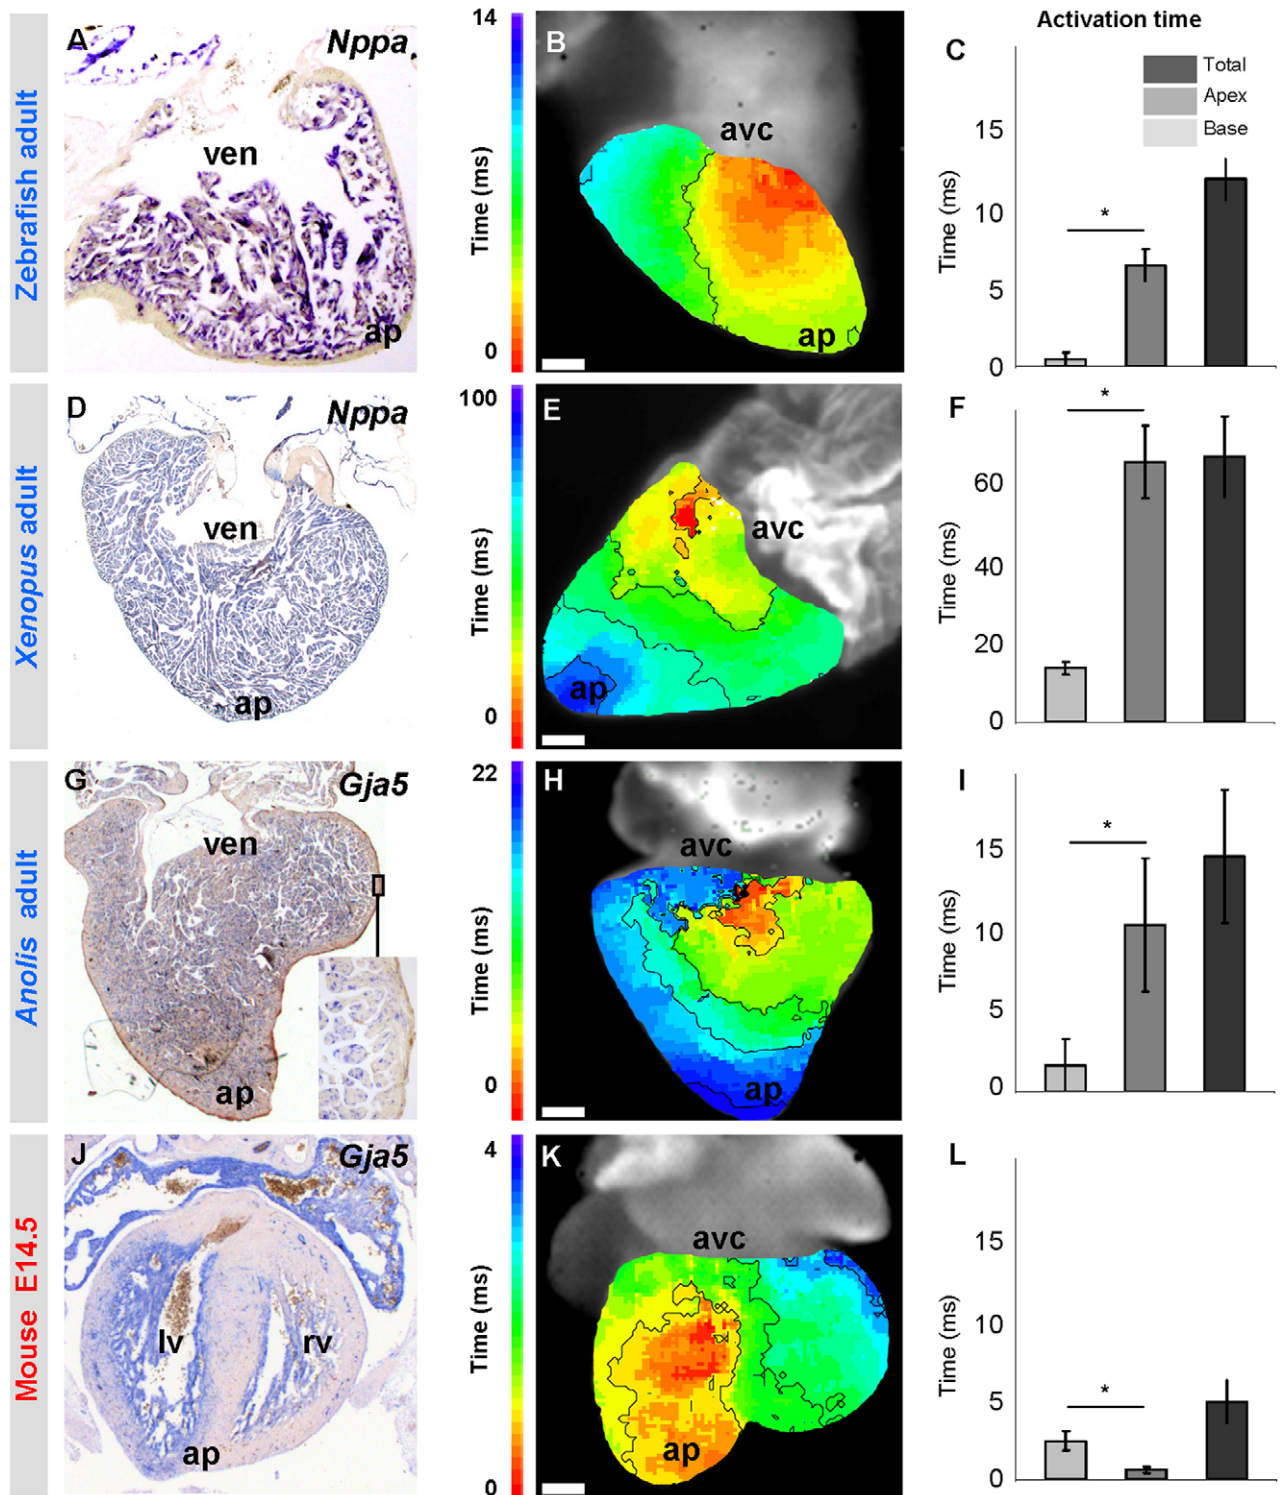 Activation time
Zebrafish adult
A
Nppa
ven
ap
14
Time (ms)
0
B
avc
ap
C
Total
Apex
Base
Time (ms)
15
10
5
0
*
Xenopus adult
D
Nppa
ven
ap
100
Time (ms)
0
E
avc
ap
F
Time (ms)
60
40
20
0
*
Anolis adult
G
Gja5
ven
ap
22
Time (ms)
0
H
avc
ap
I
Time (ms)
15
10
5
0
*
Mouse E14.5
J
Gja5
lv
rv
ap
4
Time (ms)
0
K
avc
ap
L
Time (ms)
15
10
5
0
*